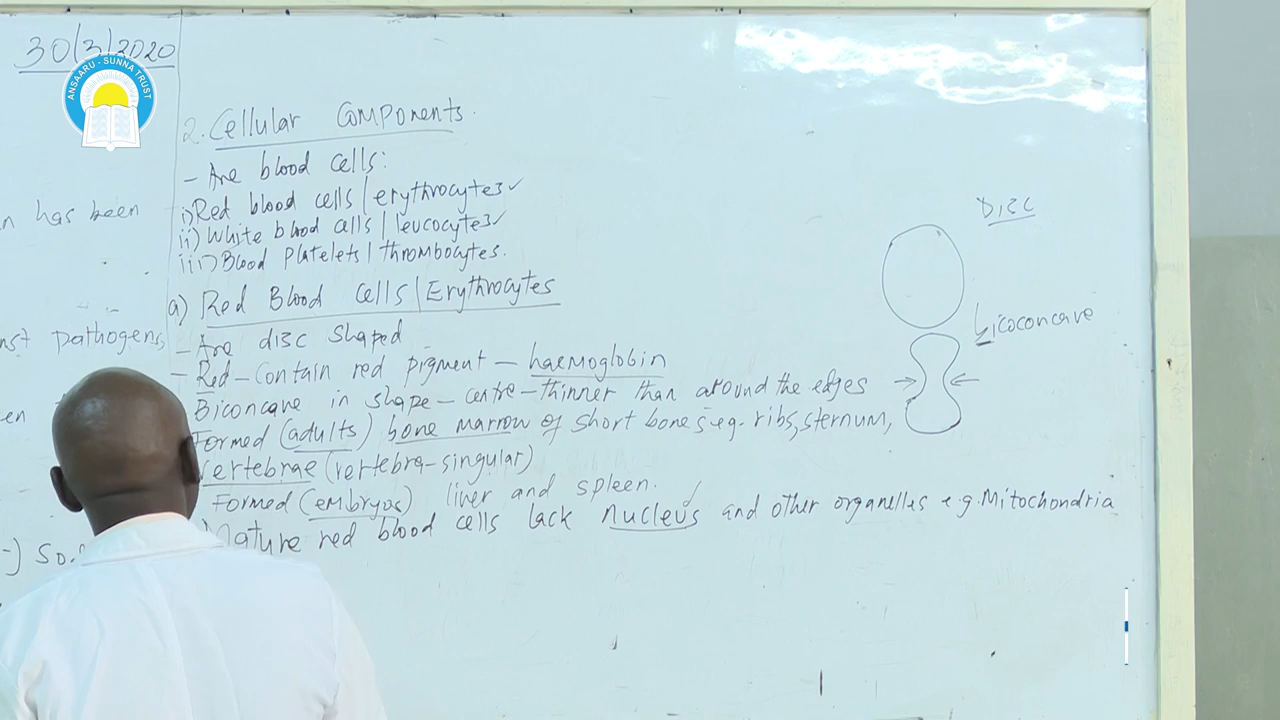 30/3/2020
ANSAARU - SUNNA TRUST
n has been
nst pathogens,
een
-) So
2. Cellular Components.
- Are blood cells:
i) Red blood cells/erythrocytes ✓
ii) White blood cells/leucocytes ✓
iii) Blood Platelets/thrombocytes.
a) Red Blood Cells/Erythrocytes
- Are disc shaped
- Red - contain red pigment - haemoglobin
Biconcave in shape - centre - thinner than around the edges
Formed (adults) bone marrow of short bones e.g. ribs, sternum,
vertebrae (vertebra - singular)
Formed (embryos) liver and spleen.
Mature red blood cells lack nucleus and other organelles e.g. Mitochondria
Disc
bicoconcave